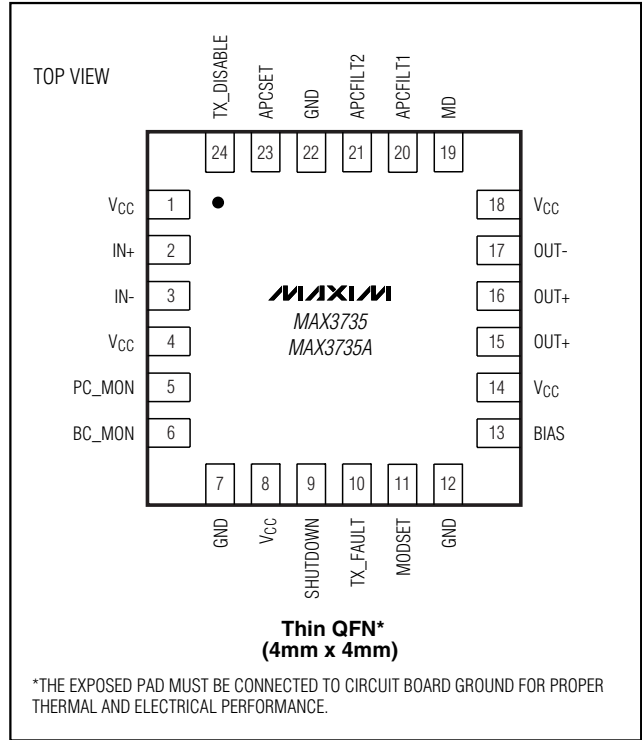 TOP VIEW
TX_DISABLE
APCSET
GND
APCFILT2
APCFILT1
MD
24
23
22
21
20
19
VCC 1
IN+ 2
IN- 3
VCC 4
PC_MON 5
BC_MON 6
18 VCC
17 OUT-
16 OUT+
15 OUT+
14 VCC
13 BIAS
MAXIM
MAX3735
MAX3735A
7
8
9
10
11
12
GND
VCC
SHUTDOWN
TX_FAULT
MODSET
GND
Thin QFN*
(4mm x 4mm)
*THE EXPOSED PAD MUST BE CONNECTED TO CIRCUIT BOARD GROUND FOR PROPER
THERMAL AND ELECTRICAL PERFORMANCE.